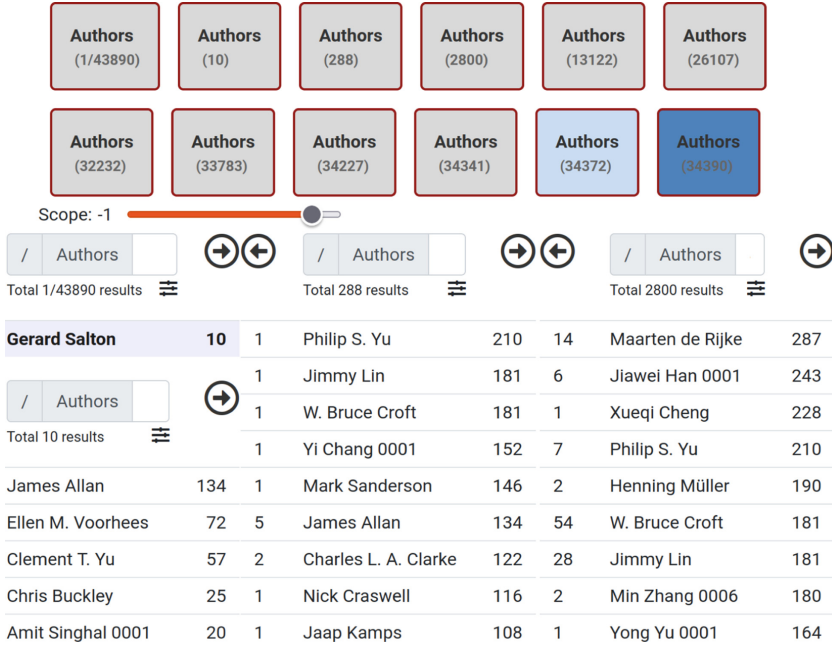 Authors Authors Authors Authors Authors Authors
(1/43890) (10) (288) (2800) (13122) (26107)
Authors Authors Authors Authors Authors Authors
(32232) (33783) (34227) (34341) (34372) (34390)
Scope: -1
/ Authors / Authors / Authors
Total 1/43890 results Total 288 results Total 2800 results
Gerard Salton 10 1 Philip S. Yu 210 14 Maarten de Rijke 287
1 Jimmy Lin 181 6 Jiawei Han 0001 243
/ Authors 1 W. Bruce Croft 181 1 Xueqi Cheng 228
Total 10 results 1 Yi Chang 0001 152 7 Philip S. Yu 210
James Allan 134 1 Mark Sanderson 146 2 Henning Müller 190
Ellen M. Voorhees 72 5 James Allan 134 54 W. Bruce Croft 181
Clement T. Yu 57 2 Charles L. A. Clarke 122 28 Jimmy Lin 181
Chris Buckley 25 1 Nick Craswell 116 2 Min Zhang 0006 180
Amit Singhal 0001 20 1 Jaap Kamps 108 1 Yong Yu 0001 164